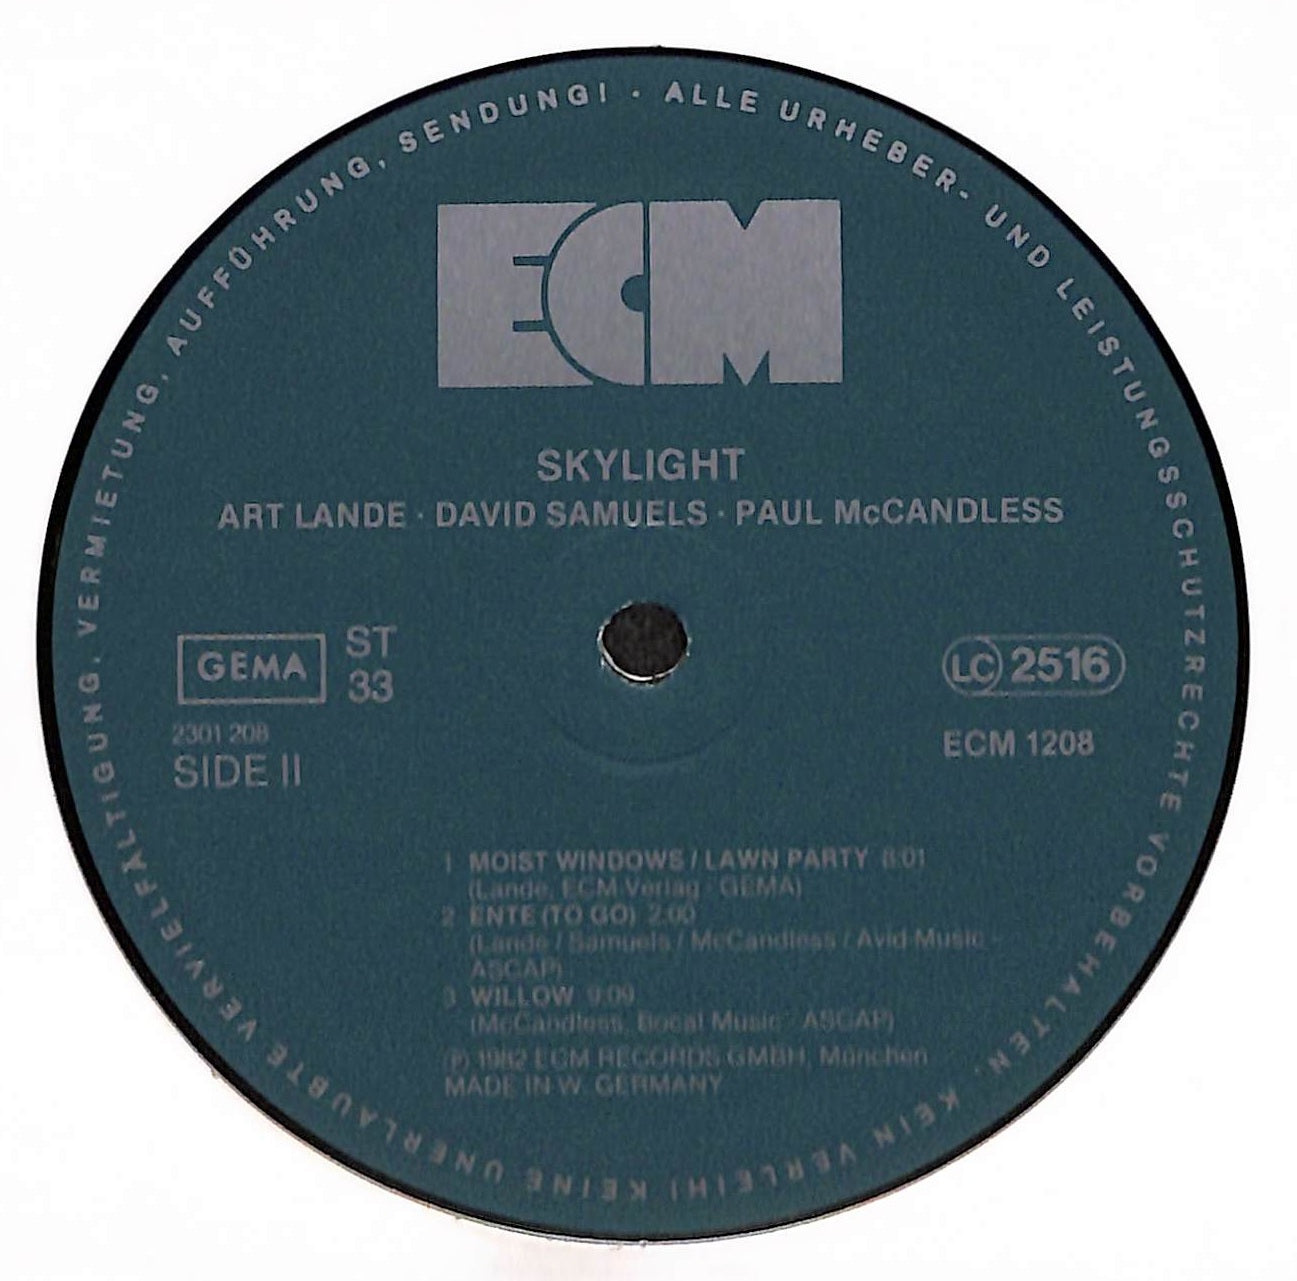 ALLE URHEBER- UND LEISTUNGSSCHUTZRECHTE VORBEHALTEN. KEIN VERLEIH! KEINE UNERLAUBTE VERVIELFÄLTIGUNG, VERMIETUNG, AUFFÜHRUNG, SENDUNG! ·
ECM
SKYLIGHT
ART LANDE · DAVID SAMUELS · PAUL McCANDLESS
GEMA
ST
33
LC 2516
2301 208
SIDE II
ECM 1208
1 MOIST WINDOWS / LAWN PARTY 8:01
(Lande, ECM Verlag · GEMA)
2 ENTE (TO GO) 2:00
(Lande / Samuels / McCandless / Avid Music -
ASCAP)
3 WILLOW 9:09
(McCandless, Bocal Music · ASCAP)
℗ 1982 ECM RECORDS GMBH, München
MADE IN W. GERMANY